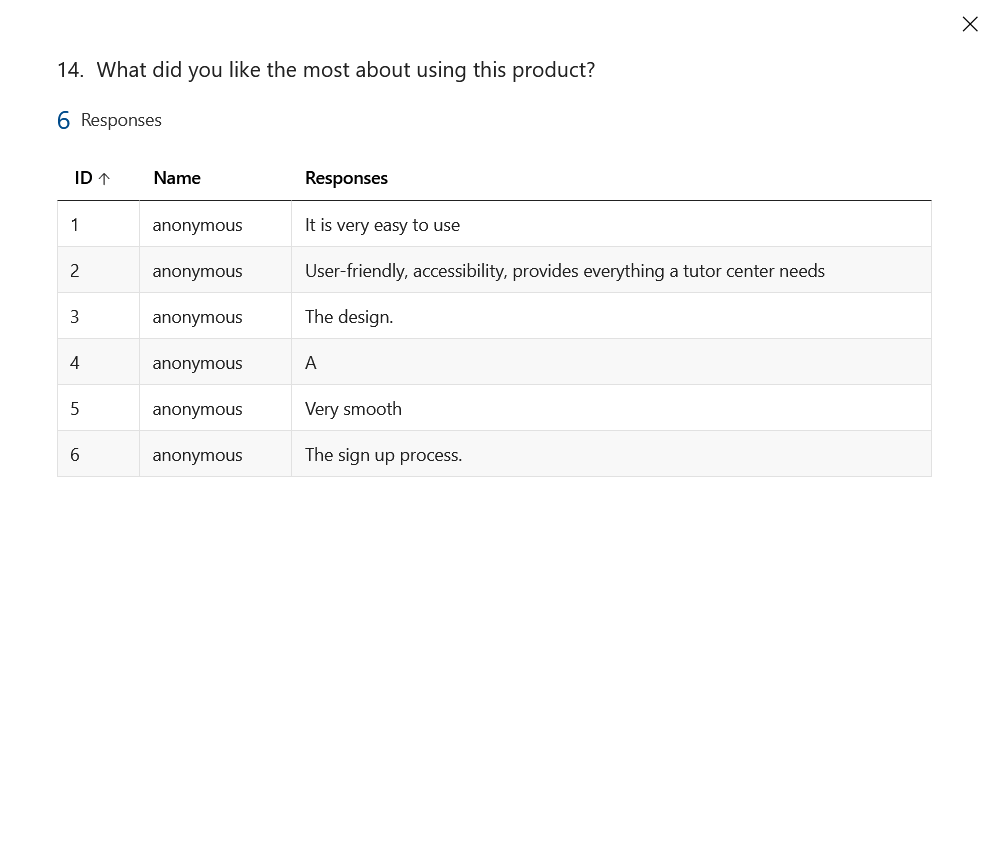 14. What did you like the most about using this product?
6 Responses
ID ↑ Name Responses
1 anonymous It is very easy to use
2 anonymous User-friendly, accessibility, provides everything a tutor center needs
3 anonymous The design.
4 anonymous A
5 anonymous Very smooth
6 anonymous The sign up process.